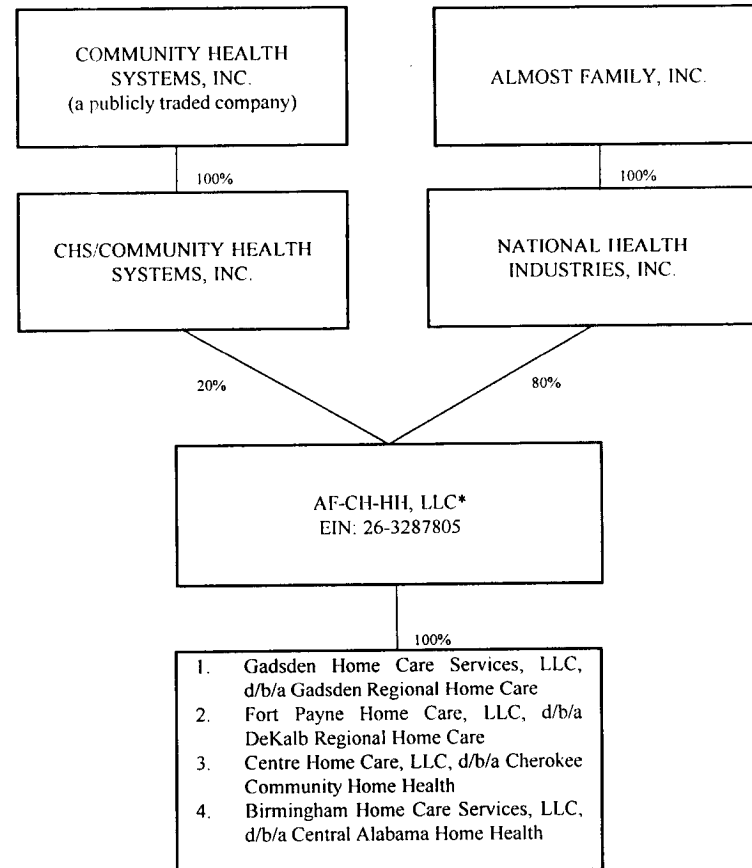 COMMUNITY HEALTH
SYSTEMS, INC.
(a publicly traded company)
ALMOST FAMILY, INC.
100%
100%
CHS/COMMUNITY HEALTH
SYSTEMS, INC.
NATIONAL HEALTH
INDUSTRIES, INC.
20%
80%
AF-CH-HH, LLC*
EIN: 26-3287805
100%
1. Gadsden Home Care Services, LLC,
d/b/a Gadsden Regional Home Care
2. Fort Payne Home Care, LLC, d/b/a
DeKalb Regional Home Care
3. Centre Home Care, LLC, d/b/a Cherokee
Community Home Health
4. Birmingham Home Care Services, LLC,
d/b/a Central Alabama Home Health